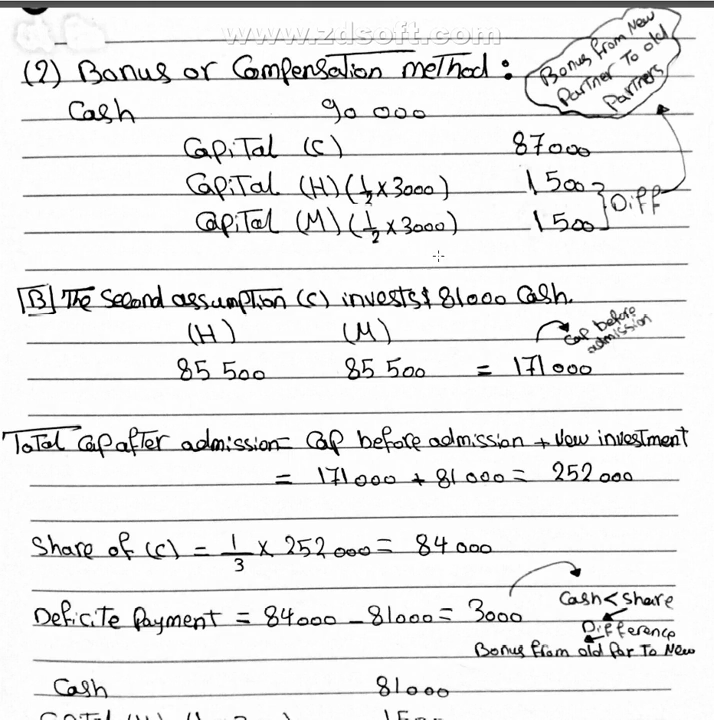 www.zdsoft.com
(2) Bonus or Compensation method :
Bonus from New
Partner To old
Partners
Cash 90 000
Capital (C) 87000
Capital (H) (1/2 x 3000) 1500
Diff
Capital (M) (1/2 x 3000) 1500
[B] The Second assumption (C) invests $ 81000 Cash.
(H) (M)
Cap before
admission
85 500 85 500 = 171 000
Total Cap after admission = Cap before admission + New investment
= 171 000 + 81 000 = 252 000
Share of (C) = 1/3 x 252 000 = 84 000
Cash < share
Deficite Payment = 84000 - 81000 = 3000
Difference
Bonus from old Par To New
Cash 81000